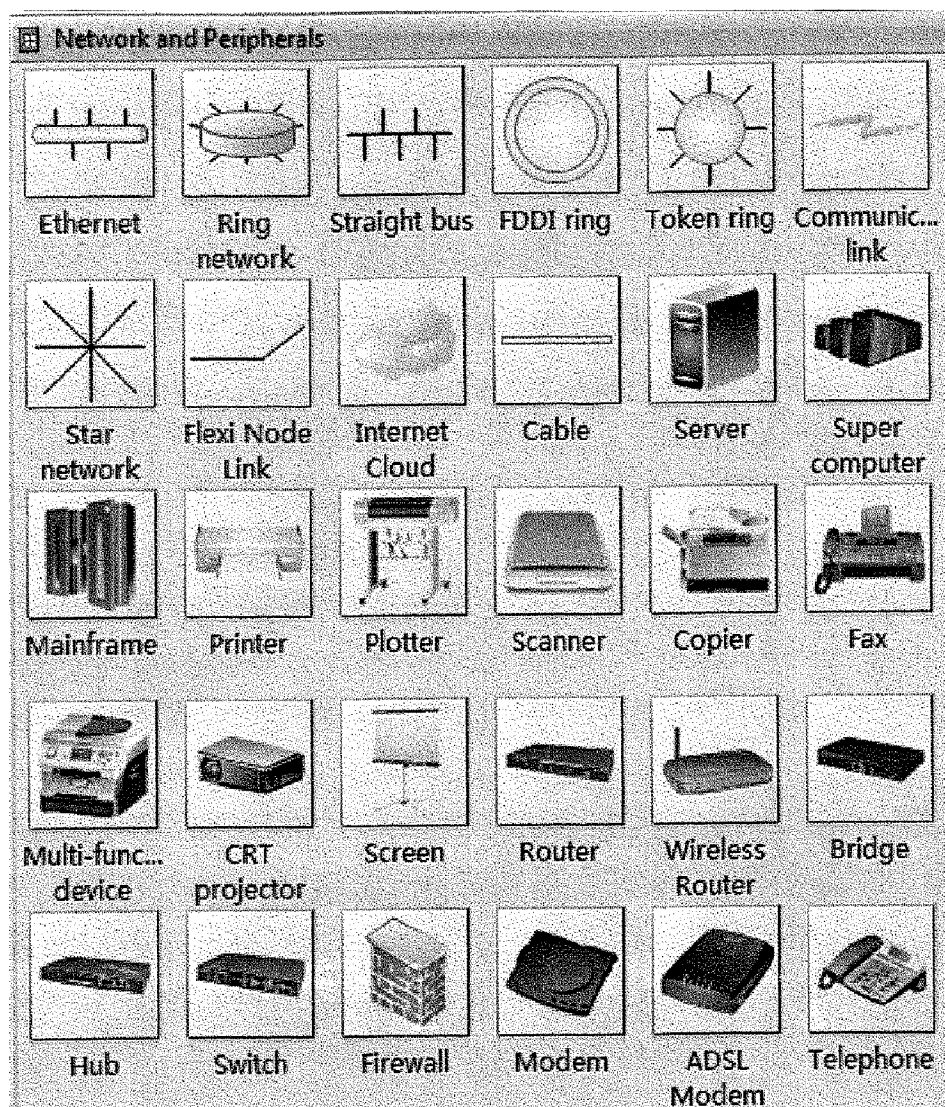 Network and Peripherals
Ethernet
Ring
network
Straight bus
FDDI ring
Token ring
Communic...
link
Star
network
Flexi Node
Link
Internet
Cloud
Cable
Server
Super
computer
Mainframe
Printer
Plotter
Scanner
Copier
Fax
Multi-func...
device
CRT
projector
Screen
Router
Wireless
Router
Bridge
Hub
Switch
Firewall
Modem
ADSL
Modem
Telephone